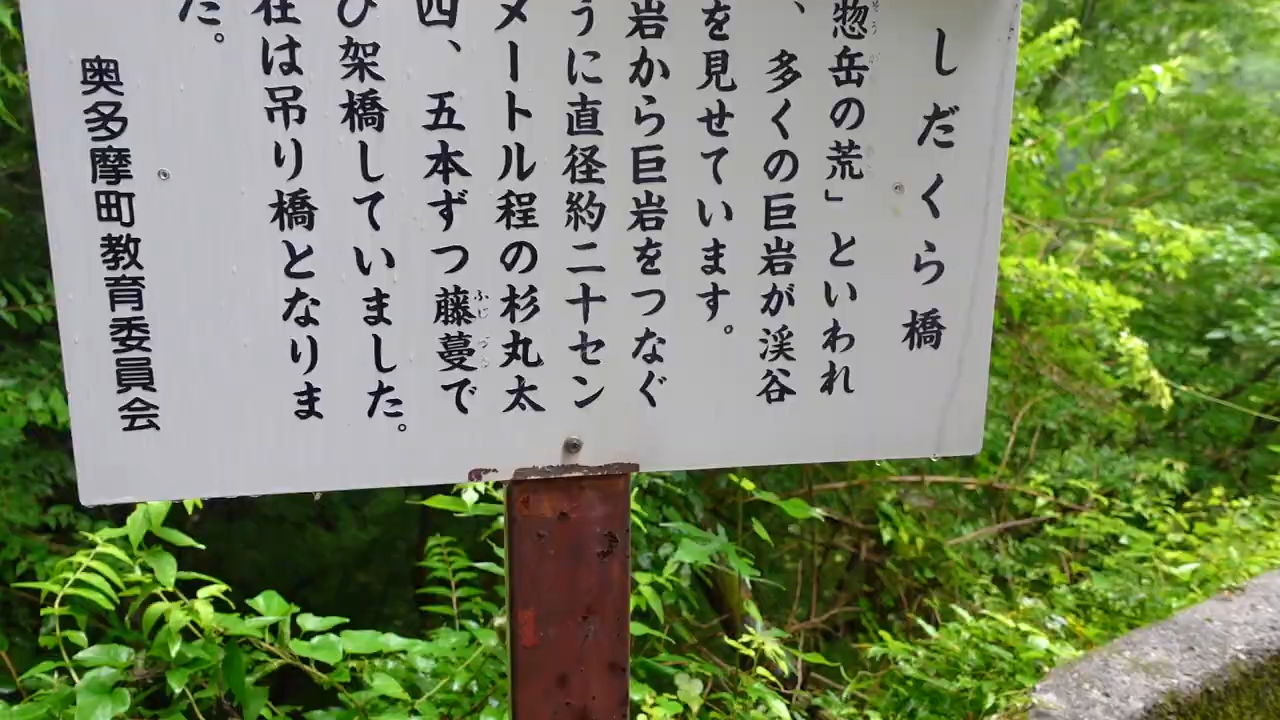 しだくら橋
惣岳の荒」といわれ
、多くの巨岩が渓谷
を見せています。
岩から巨岩をつなぐ
うに直径約二十セン
メートル程の杉丸太
四、五本ずつ藤蔓で
び架橋していました。
在は吊り橋となりま
た。
奥多摩町教育委員会